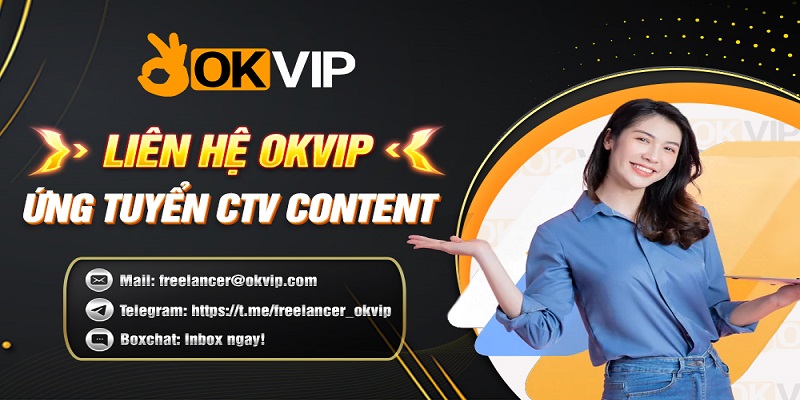 OKVIP
LIÊN HỆ OKVIP
ỨNG TUYỂN CTV CONTENT
Mail: freelancer@okvip.com
Telegram: https://t.me/freelancer_okvip
Boxchat: Inbox ngay!
OKVIP